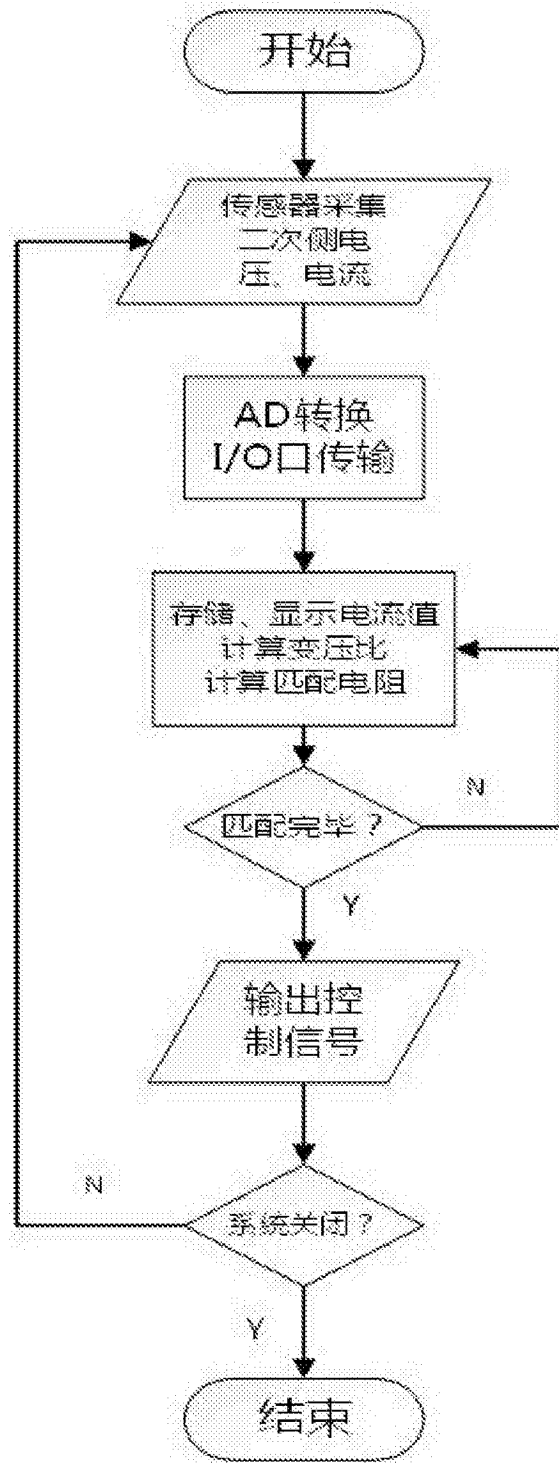 开始
传感器采集
二次侧电
压、电流
AD转换
I/O口传输
存储、显示电流值
计算变压比
计算匹配电阻
N
匹配完毕？
Y
输出控
制信号
N
系统关闭？
Y
结束